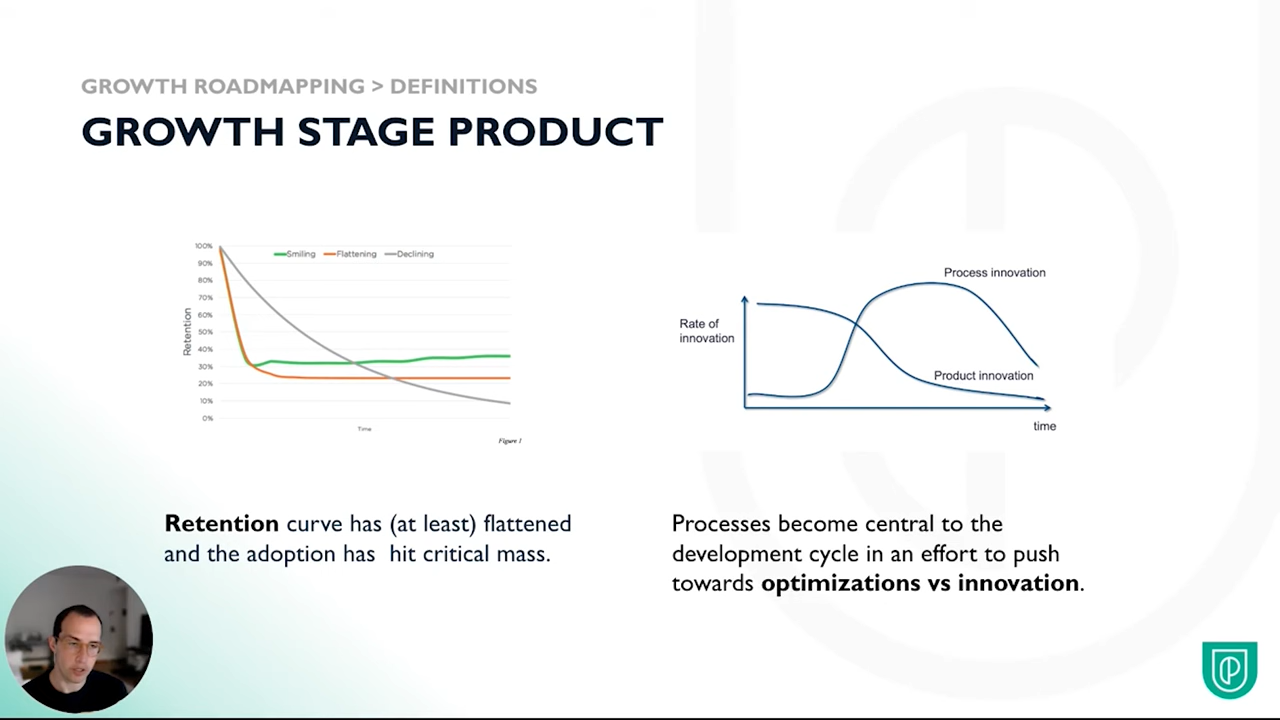 GROWTH ROADMAPPING > DEFINITIONS
GROWTH STAGE PRODUCT
100%
90%
80%
70%
60%
50%
40%
30%
20%
10%
0%
Retention
Smiling
Flattening
Declining
Time
Figure 1
Process innovation
Rate of
innovation
Product innovation
time
Retention curve has (at least) flattened
and the adoption has hit critical mass.
Processes become central to the
development cycle in an effort to push
towards optimizations vs innovation.